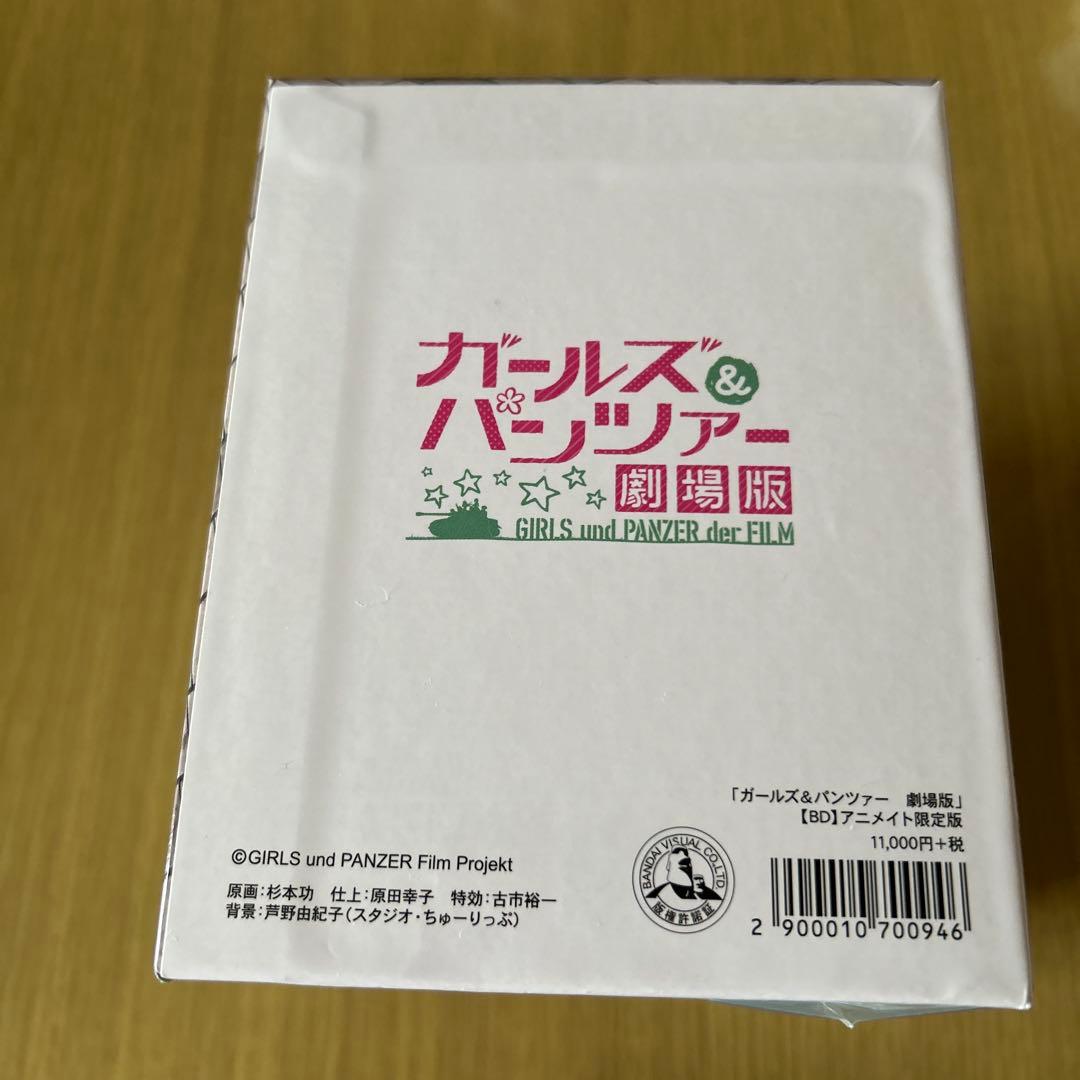 ガールズ&
パンツァー
劇場版
GIRLS und PANZER der FILM
「ガールズ&パンツァー 劇場版」
【BD】アニメイト限定版
11,000円+税
©GIRLS und PANZER Film Projekt
原画:杉本功 仕上:原田幸子 特効:古市裕一
背景:芦野由紀子(スタジオ・ちゅーりっぷ)
BANDAI VISUAL CO.,LTD.
版権許諾証
2 900010 700946